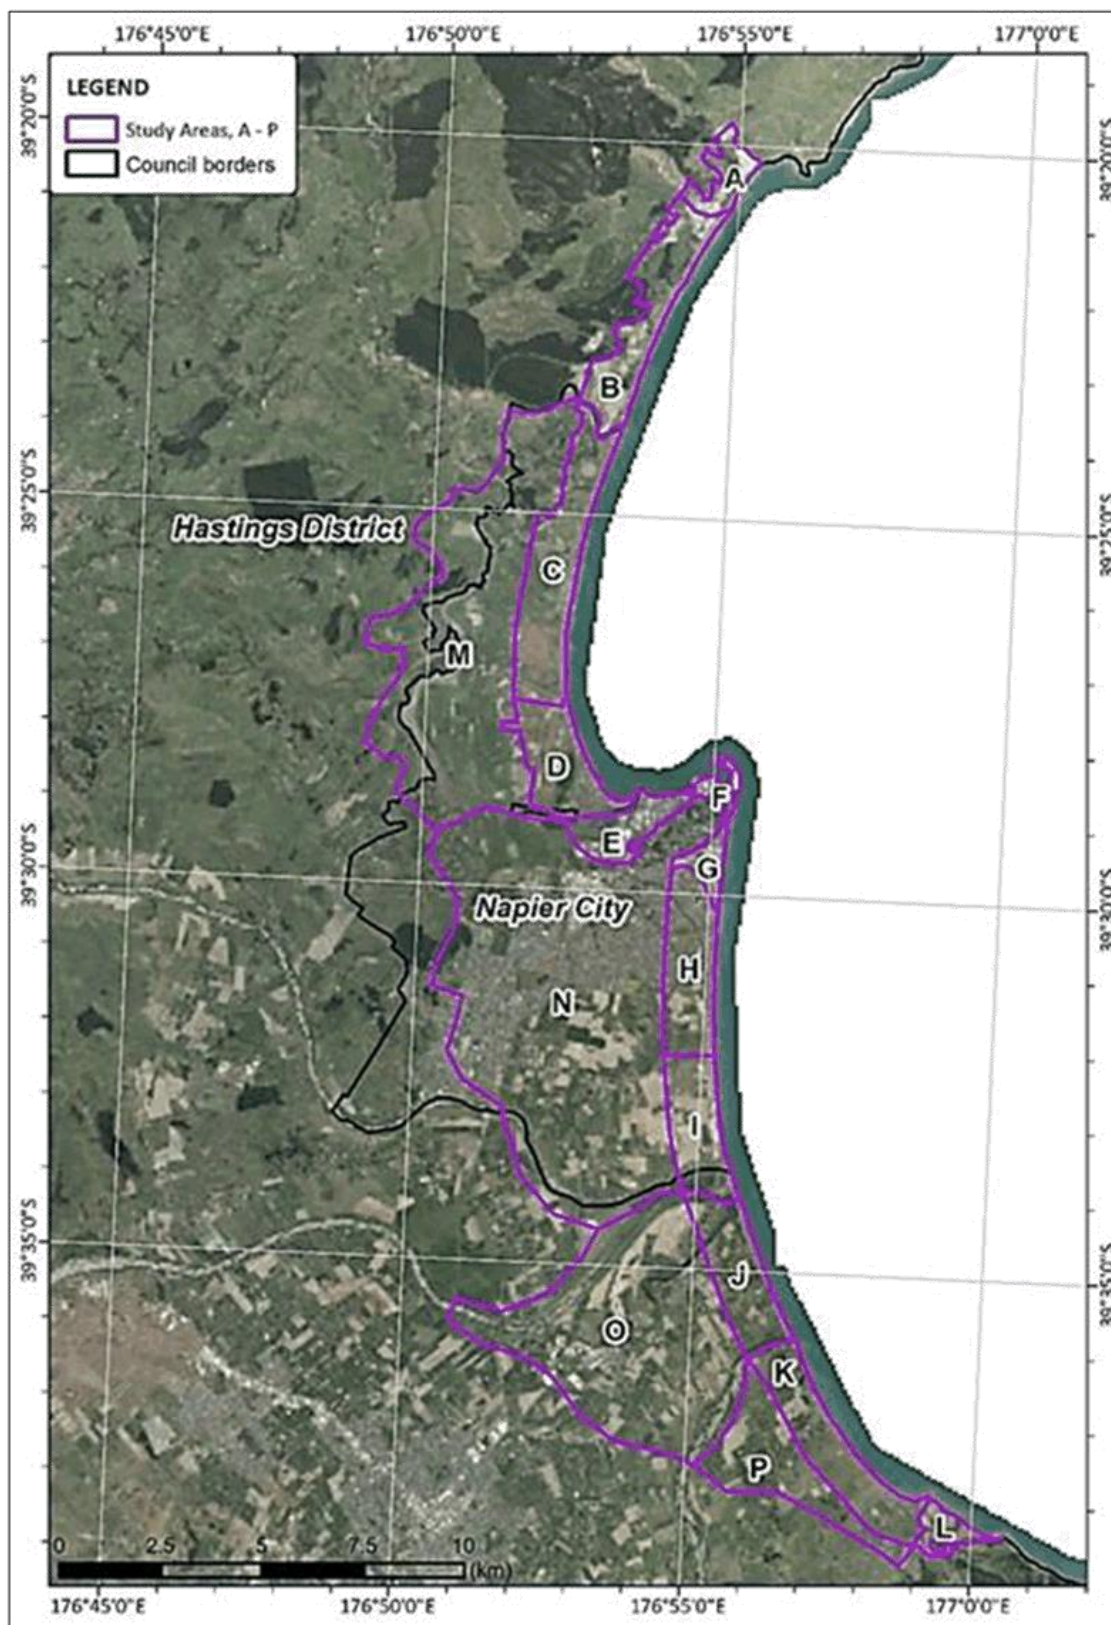 176°45'0"E 176°50'0"E 176°55'0"E 177°0'0"E
LEGEND
Study Areas, A - P
Council borders
39°20'0"S
39°20'0"S
A
B
39°25'0"S
Hastings District
39°25'0"S
C
M
D
F
E
G
39°30'0"S
Napier City
39°30'0"S
H
N
I
39°35'0"S
J
39°35'0"S
O
K
P
L
0 2.5 5 7.5 10
(km)
176°45'0"E 176°50'0"E 176°55'0"E 177°0'0"E